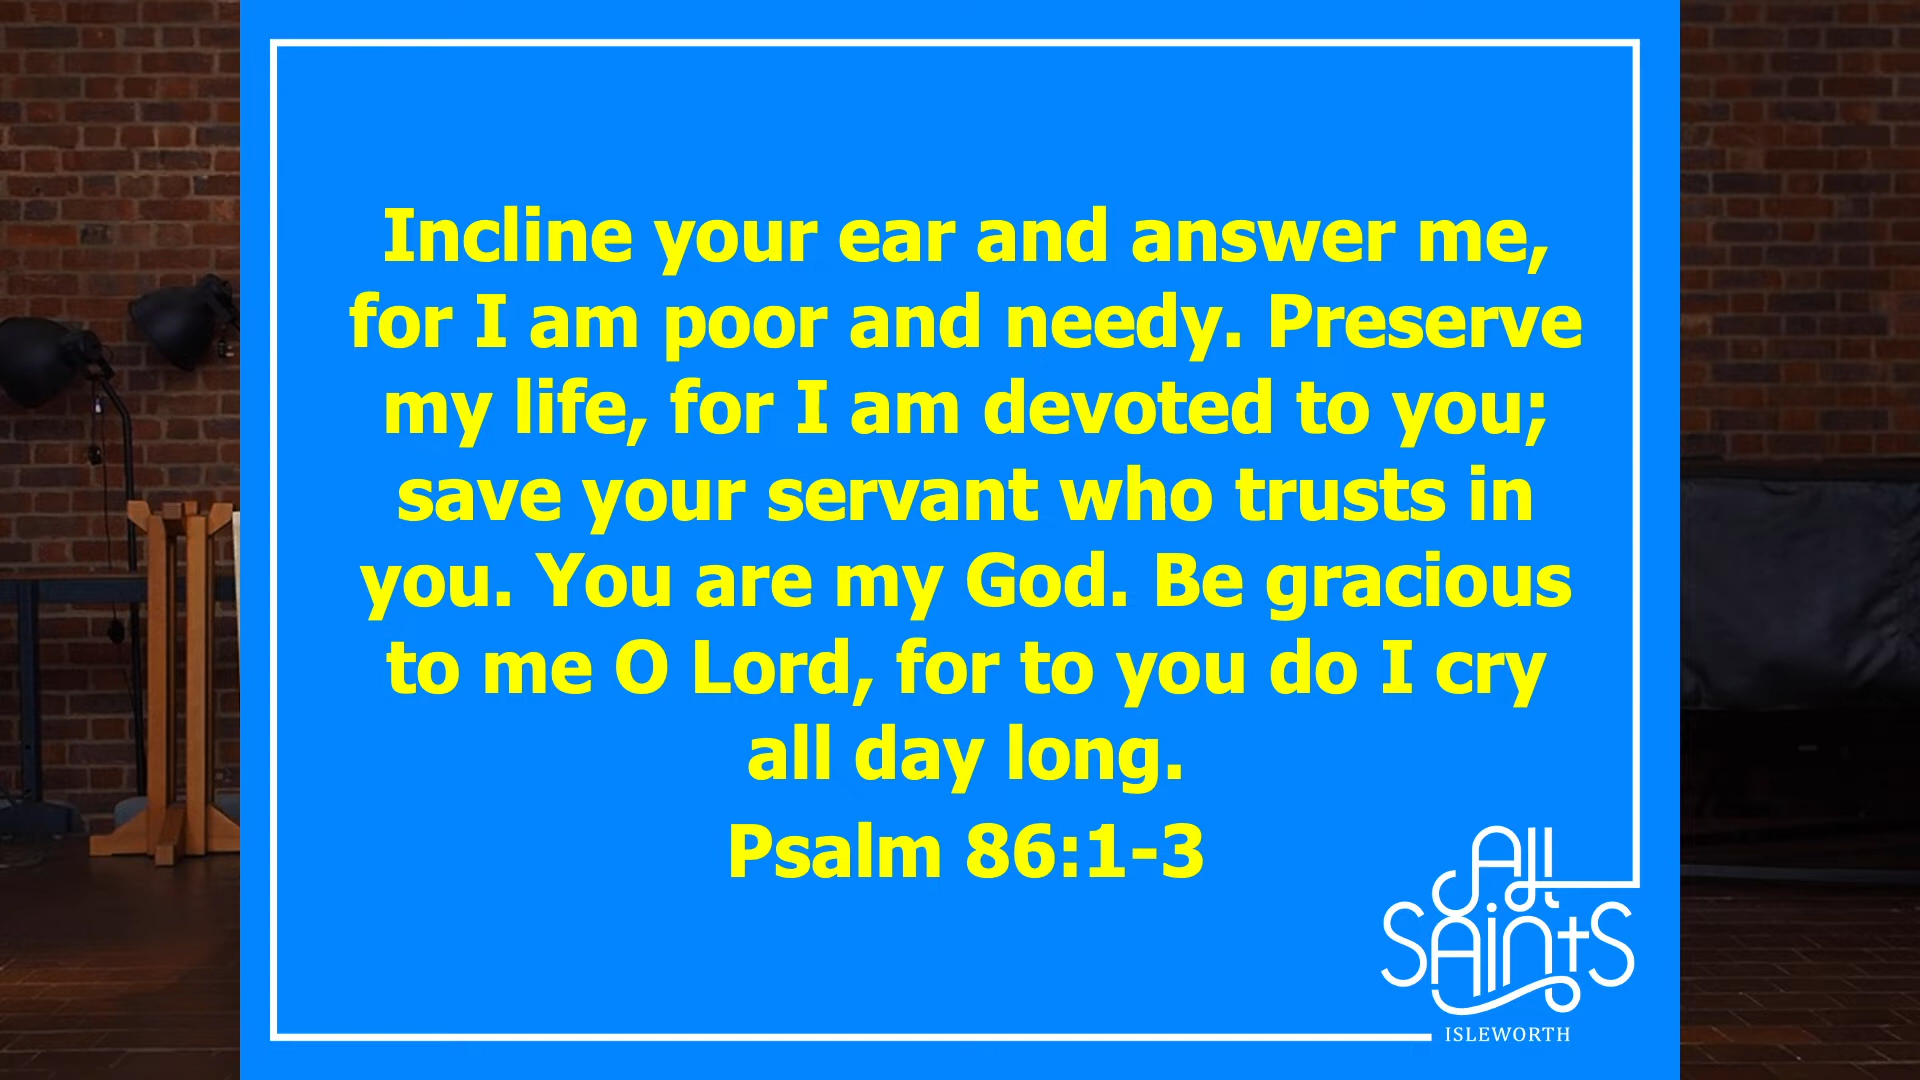 Incline your ear and answer me,
for I am poor and needy. Preserve
my life, for I am devoted to you;
save your servant who trusts in
you. You are my God. Be gracious
to me O Lord, for to you do I cry
all day long.
Psalm 86:1-3
All
SAintS
ISLEWORTH